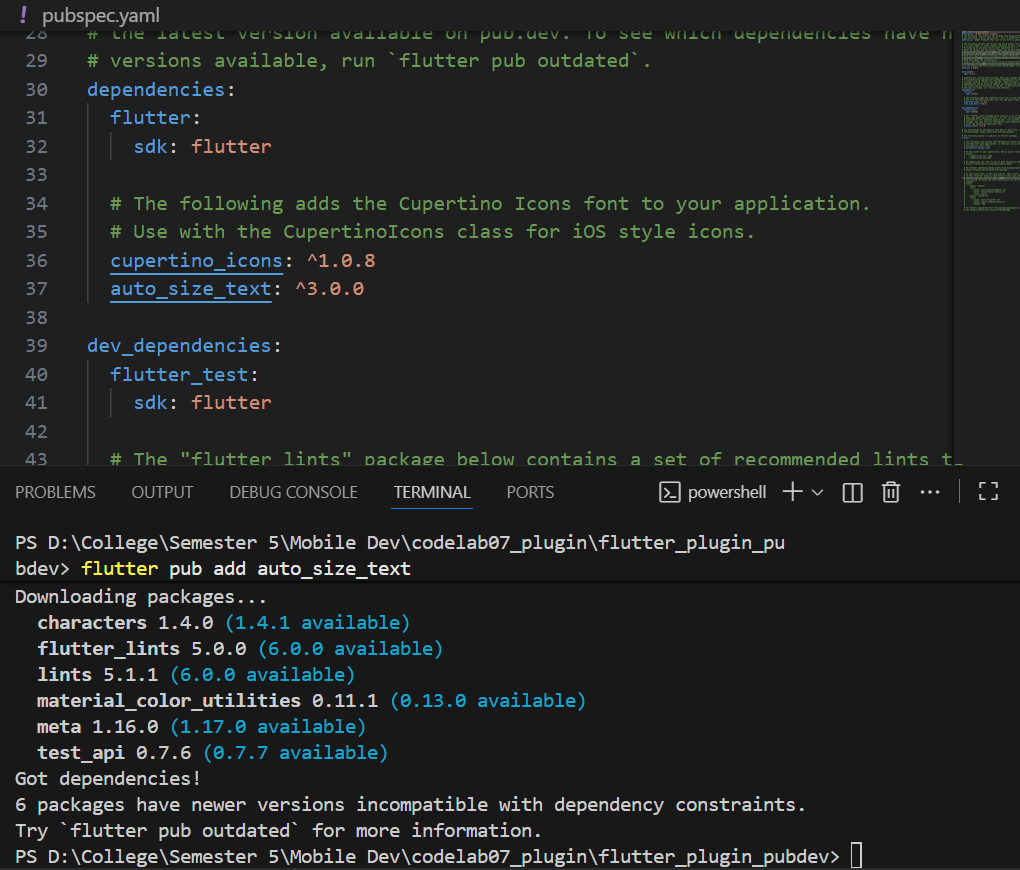 ! pubspec.yaml
28 # the latest version available on pub.dev. To see which dependencies have n
29 # versions available, run `flutter pub outdated`.
30 dependencies:
31   flutter:
32     sdk: flutter
33
34   # The following adds the Cupertino Icons font to your application.
35   # Use with the CupertinoIcons class for iOS style icons.
36   cupertino_icons: ^1.0.8
37   auto_size_text: ^3.0.0
38
39 dev_dependencies:
40   flutter_test:
41     sdk: flutter
42
43   # The "flutter_lints" package below contains a set of recommended lints t
PROBLEMS OUTPUT DEBUG CONSOLE TERMINAL PORTS powershell
PS D:\College\Semester 5\Mobile Dev\codelab07_plugin\flutter_plugin_pu
bdev> flutter pub add auto_size_text
Downloading packages...
  characters 1.4.0 (1.4.1 available)
  flutter_lints 5.0.0 (6.0.0 available)
  lints 5.1.1 (6.0.0 available)
  material_color_utilities 0.11.1 (0.13.0 available)
  meta 1.16.0 (1.17.0 available)
  test_api 0.7.6 (0.7.7 available)
Got dependencies!
6 packages have newer versions incompatible with dependency constraints.
Try `flutter pub outdated` for more information.
PS D:\College\Semester 5\Mobile Dev\codelab07_plugin\flutter_plugin_pubdev>